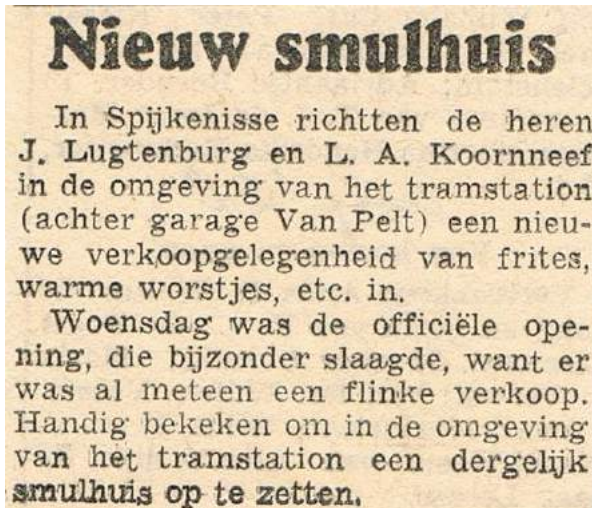 Nieuw smulhuis
In Spijkenisse richtten de heren
J. Lugtenburg en L. A. Koornneef
in de omgeving van het tramstation
(achter garage Van Pelt) een nieu-
we verkoopgelegenheid van frites,
warme worstjes, etc. in.
Woensdag was de officiële ope-
ning, die bijzonder slaagde, want er
was al meteen een flinke verkoop.
Handig bekeken om in de omgeving
van het tramstation een dergelijk
smulhuis op te zetten.